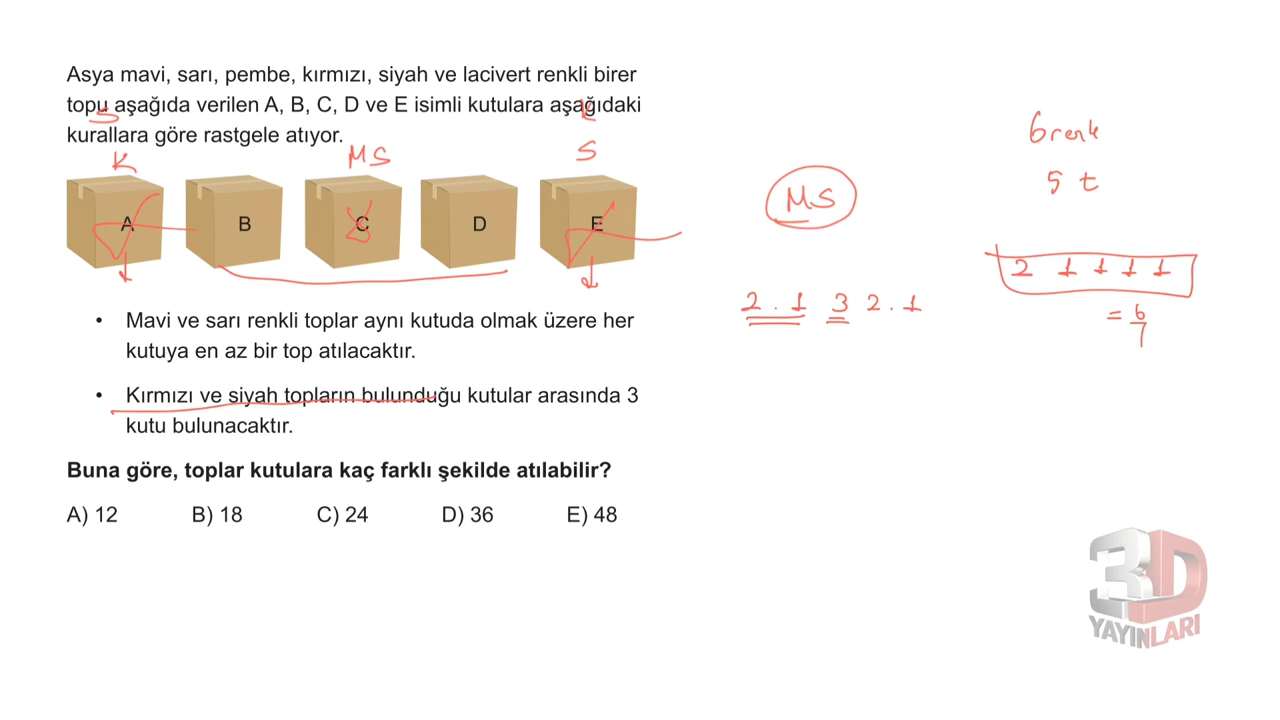 Asya mavi, sarı, pembe, kırmızı, siyah ve lacivert renkli birer
topu aşağıda verilen A, B, C, D ve E isimli kutulara aşağıdaki
kurallara göre rastgele atıyor.
S
K
K
MS
S
A
B
C
D
E
• Mavi ve sarı renkli toplar aynı kutuda olmak üzere her
kutuya en az bir top atılacaktır.
• Kırmızı ve siyah topların bulunduğu kutular arasında 3
kutu bulunacaktır.
Buna göre, toplar kutulara kaç farklı şekilde atılabilir?
A) 12 B) 18 C) 24 D) 36 E) 48
MS
2 . 1 3 2 . 1
6 renk
5 t
2 1 1 1 1
= 6
3D
YAYINLARI